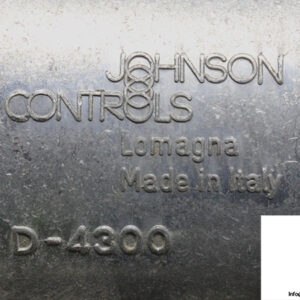 JOHNSON
CONTROLS
Lomagna
Made in Italy
D-4300